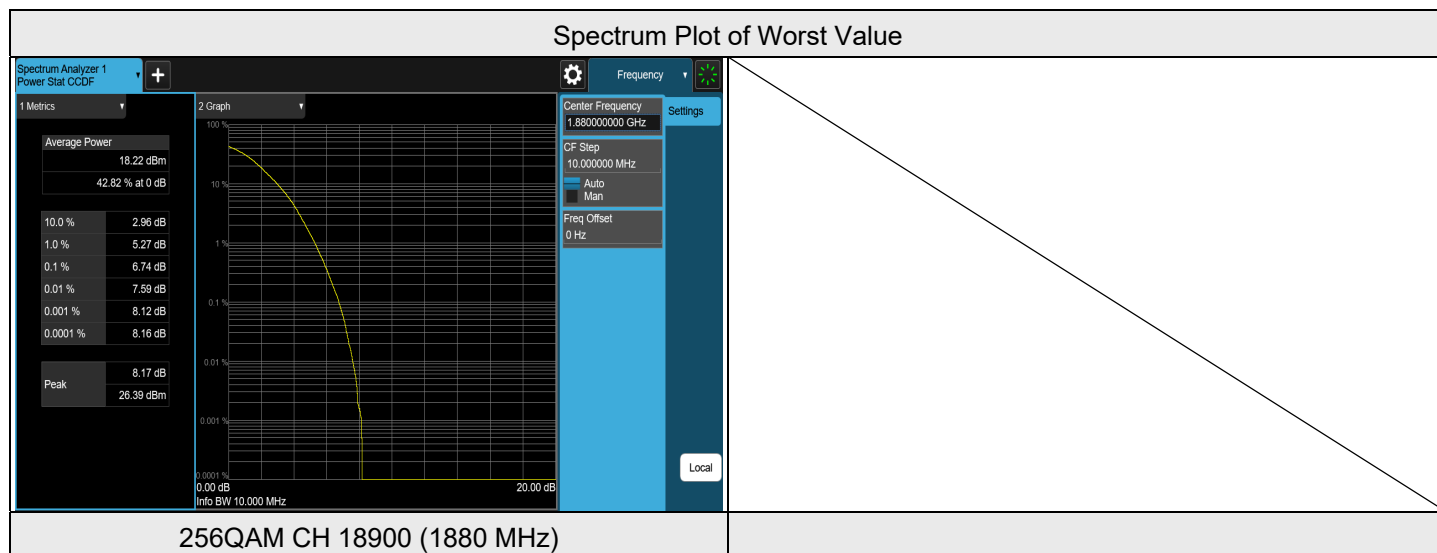 Spectrum Plot of Worst Value
Spectrum Analyzer 1
Power Stat CCDF
+
Frequency
1 Metrics
2 Graph
Center Frequency
1.880000000 GHz
Settings
CF Step
10.000000 MHz
Auto
Man
Freq Offset
0 Hz
Average Power
18.22 dBm
42.82 % at 0 dB
10.0 % 2.96 dB
1.0 % 5.27 dB
0.1 % 6.74 dB
0.01 % 7.59 dB
0.001 % 8.12 dB
0.0001 % 8.16 dB
Peak 8.17 dB
26.39 dBm
100 %
10 %
1 %
0.1 %
0.01 %
0.001 %
0.0001 %
0.00 dB 20.00 dB
Info BW 10.000 MHz
Local
256QAM CH 18900 (1880 MHz)